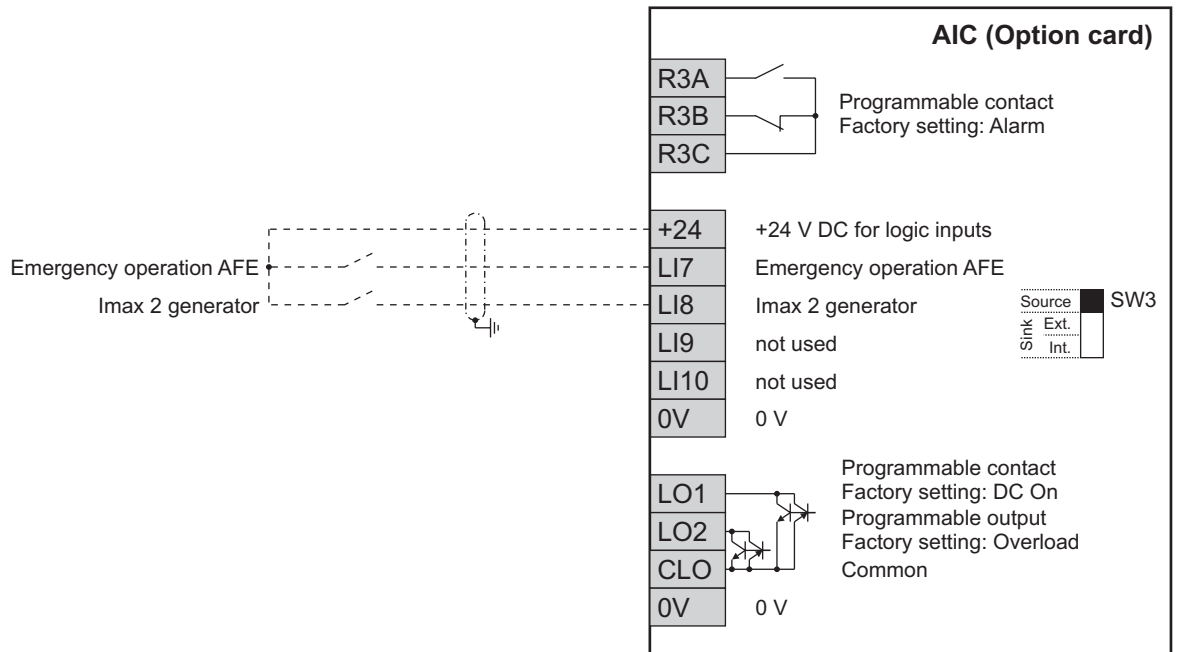 AIC (Option card)
R3A
R3B
R3C
Programmable contact
Factory setting: Alarm
+24
+24 V DC for logic inputs
Emergency operation AFE
LI7
Emergency operation AFE
Imax 2 generator
LI8
Imax 2 generator
LI9
not used
LI10
not used
0V
0 V
Source
SW3
Sink
Ext.
Int.
LO1
LO2
CLO
0V
Programmable contact
Factory setting: DC On
Programmable output
Factory setting: Overload
Common
0 V